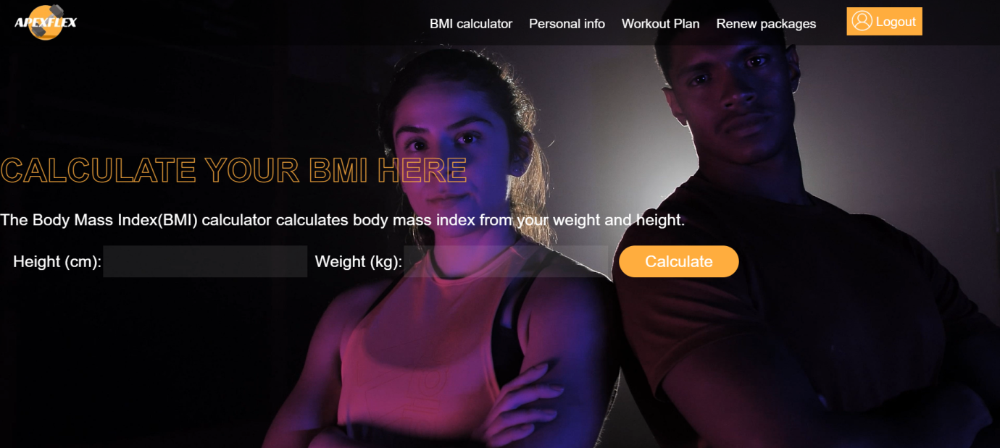 APEXFLEX
BMI calculator Personal info Workout Plan Renew packages Logout
CALCULATE YOUR BMI HERE
The Body Mass Index(BMI) calculator calculates body mass index from your weight and height.
Height (cm): Weight (kg): Calculate